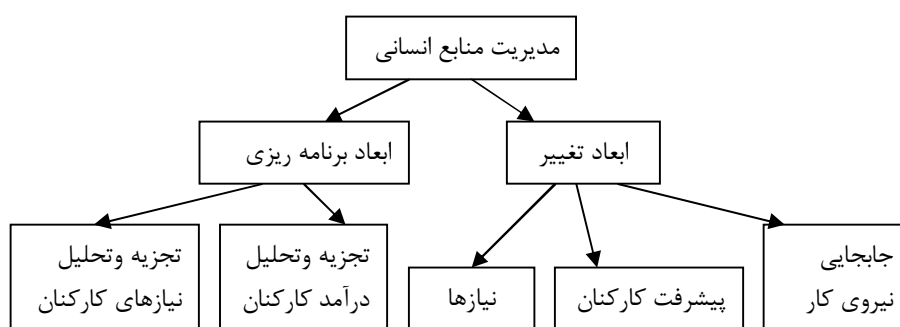 مدیریت منابع انسانی
ابعاد تغییر
ابعاد برنامه ریزی
جابجایی
نیروی کار
پیشرفت کارکنان
نیازها
تجزیه وتحلیل
درآمد کارکنان
تجزیه وتحلیل
نیازهای کارکنان